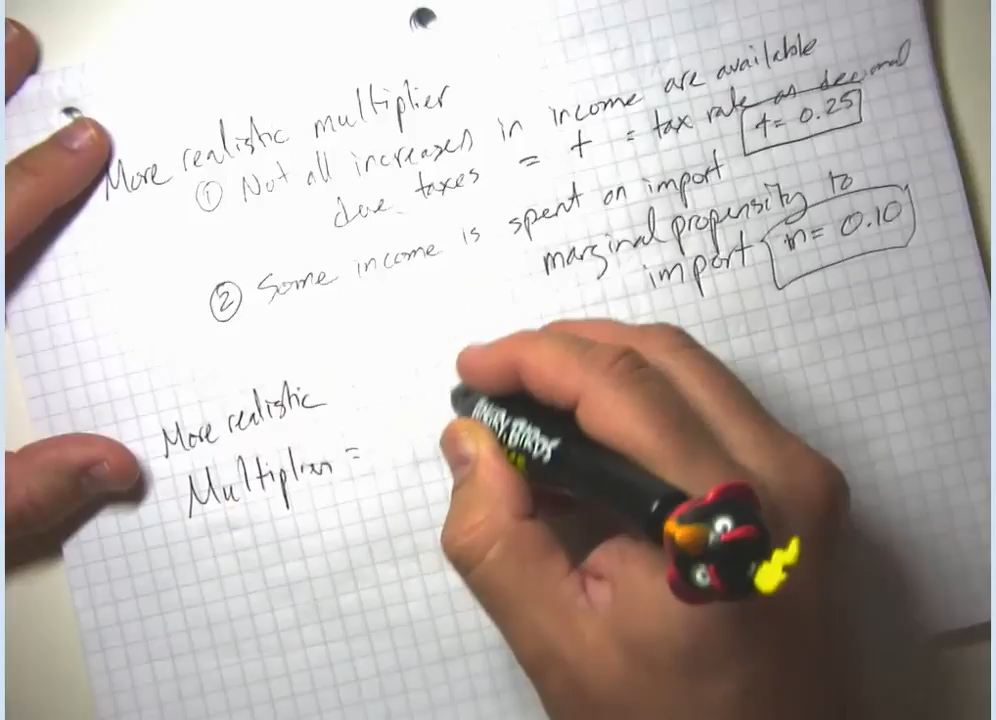 More realistic multiplier
① Not all increases in income are available
due taxes = t = tax rate as decimal
t = 0.25
② Some income is spent on import
marginal propensity to
import m = 0.10
More realistic
Multiplier =
ANGRY BIRDS